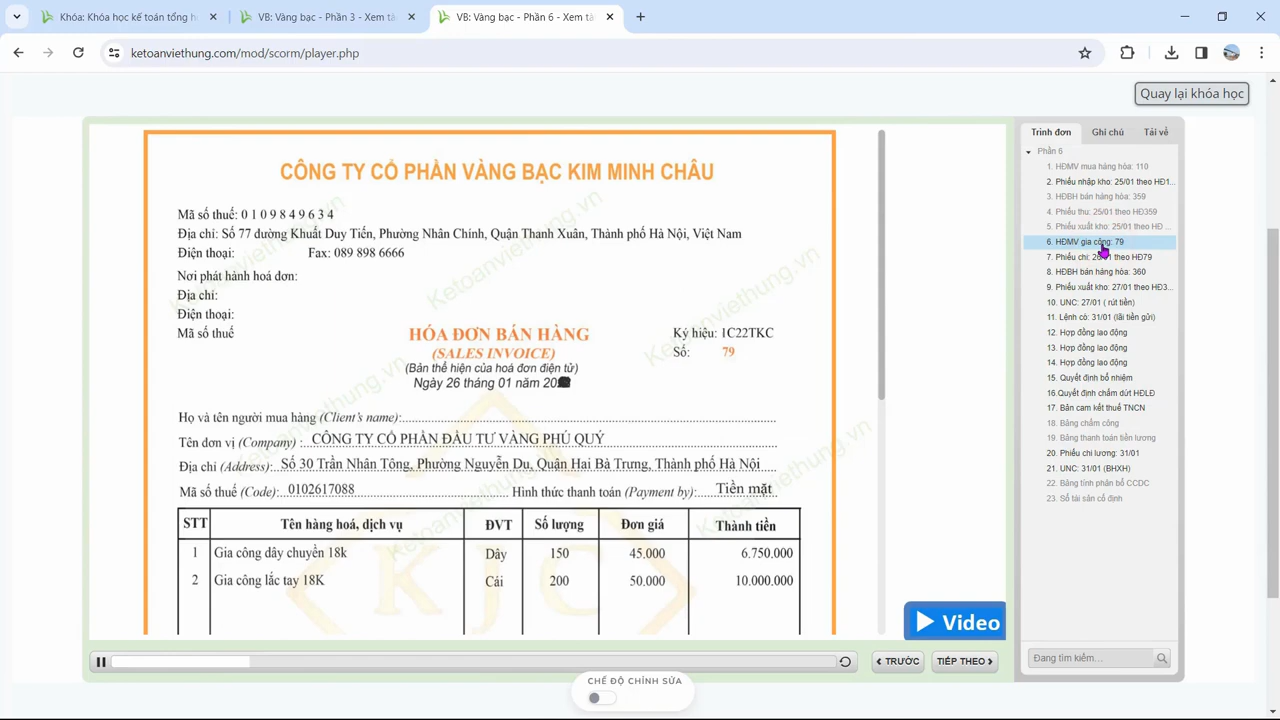 Khóa: Khóa học kế toán tổng h
VB: Vàng bạc - Phần 3 - Xem tà
VB: Vàng bạc - Phần 6 - Xem tà
ketoanviethung.com/mod/scorm/player.php
Quay lại khóa học
CÔNG TY CỔ PHẦN VÀNG BẠC KIM MINH CHÂU
Mã số thuế: 0 1 0 9 8 4 9 6 3 4
Địa chỉ: Số 77 đường Khuất Duy Tiến, Phường Nhân Chính, Quận Thanh Xuân, Thành phố Hà Nội, Việt Nam
Điện thoại: Fax: 089 898 6666
Nơi phát hành hoá đơn:
Địa chỉ:
Điện thoại:
Mã số thuế
HÓA ĐƠN BÁN HÀNG
(SALES INVOICE)
(Bản thể hiện của hoá đơn điện tử)
Ngày 26 tháng 01 năm 20
Ký hiệu: 1C22TKC
Số: 79
Họ và tên người mua hàng (Client's name):
Tên đơn vị (Company) : CÔNG TY CỔ PHẦN ĐẦU TƯ VÀNG PHÚ QUÝ
Địa chỉ (Address): Số 30 Trần Nhân Tông, Phường Nguyễn Du, Quận Hai Bà Trưng, Thành phố Hà Nội
Mã số thuế (Code): 0102617088 Hình thức thanh toán (Payment by): Tiền mặt
STT Tên hàng hoá, dịch vụ ĐVT Số lượng Đơn giá Thành tiền
1 Gia công dây chuyền 18k Dây 150 45.000 6.750.000
2 Gia công lắc tay 18K Cái 200 50.000 10.000.000
KJC
Ketoanviethung.vn
Ketoanviethung.vn
Ketoanviethung.vn
Ketoanviethung.vn
Ketoanviethung.vn
Video
TRƯỚC
TIẾP THEO
CHẾ ĐỘ CHỈNH SỬA
Trình đơn Ghi chú Tải về
Phần 6
1. HĐMV mua hàng hóa: 110
2. Phiếu nhập kho: 25/01 theo HĐ1...
3. HĐBH bán hàng hóa: 359
4. Phiếu thu: 25/01 theo HĐ359
5. Phiếu xuất kho: 25/01 theo HĐ ...
6. HĐMV gia công: 79
7. Phiếu chi: 26/01 theo HĐ79
8. HĐBH bán hàng hóa: 360
9. Phiếu xuất kho: 27/01 theo HĐ3...
10. UNC: 27/01 ( rút tiền)
11. Lệnh có: 31/01 (lãi tiền gửi)
12. Hợp đồng lao động
13. Hợp đồng lao động
14. Hợp đồng lao động
15. Quyết định bổ nhiệm
16.Quyết định chấm dứt HĐLĐ
17. Bản cam kết thuế TNCN
18. Bảng chấm công
19. Bảng thanh toán tiền lương
20. Phiếu chi lương: 31/01
21. UNC: 31/01 (BHXH)
22. Bảng tính phân bổ CCDC
23. Sổ tài sản cố định
Đang tìm kiếm...